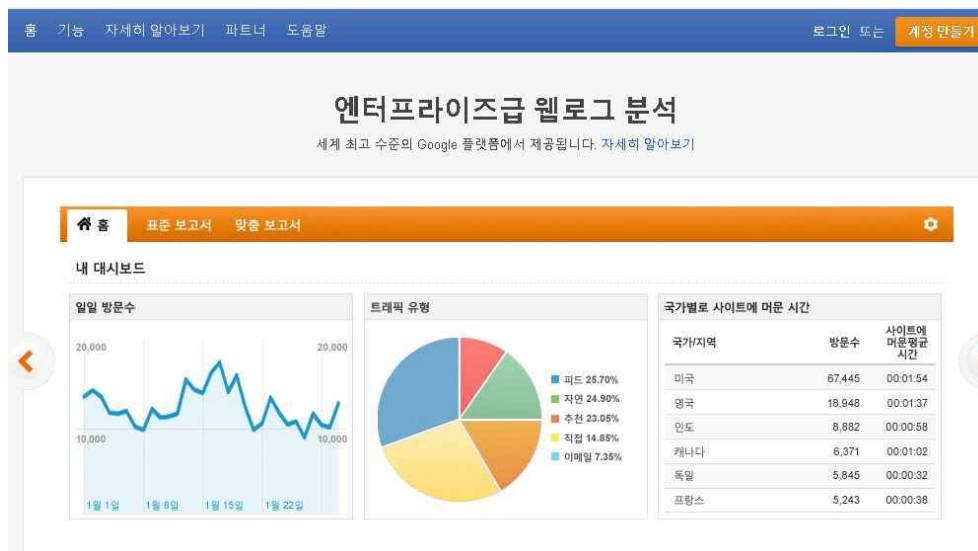 홈 기능 자세히 알아보기 파트너 도움말 로그인 또는 계정 만들기
엔터프라이즈급 웹로그 분석
세계 최고 수준의 Google 플랫폼에서 제공됩니다. 자세히 알아보기
홈 표준 보고서 맞춤 보고서
내 대시보드
일일 방문수
20,000 20,000
10,000 10,000
1월 1일 1월 8일 1월 15일 1월 22일
트래픽 유형
피드 25.70%
자연 24.90%
추천 23.05%
직접 14.85%
이메일 7.35%
국가별로 사이트에 머문 시간
국가/지역 방문수 사이트에
머문평균
시간
미국 67,445 00:01:54
영국 18,948 00:01:37
인도 8,882 00:00:58
캐나다 6,371 00:01:02
독일 5,845 00:00:32
프랑스 5,243 00:00:38